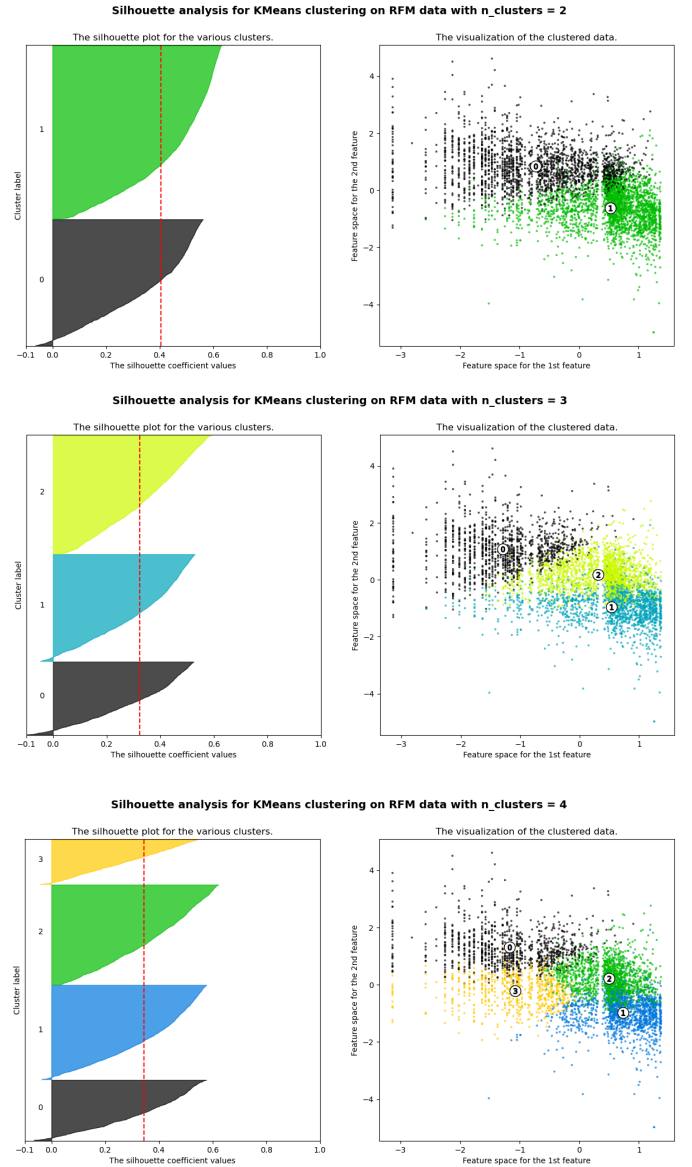 Silhouette analysis for KMeans clustering on RFM data with n_clusters = 2
The silhouette plot for the various clusters.
Cluster label
1
0
−0.1 0.0 0.2 0.4 0.6 0.8 1.0
The silhouette coefficient values
The visualization of the clustered data.
Feature space for the 2nd feature
4
2
0
−2
−4
0
1
−3 −2 −1 0 1
Feature space for the 1st feature
Silhouette analysis for KMeans clustering on RFM data with n_clusters = 3
The silhouette plot for the various clusters.
Cluster label
2
1
0
−0.1 0.0 0.2 0.4 0.6 0.8 1.0
The silhouette coefficient values
The visualization of the clustered data.
Feature space for the 2nd feature
4
2
0
−2
−4
0
2
1
−3 −2 −1 0 1
Feature space for the 1st feature
Silhouette analysis for KMeans clustering on RFM data with n_clusters = 4
The silhouette plot for the various clusters.
Cluster label
3
2
1
0
−0.1 0.0 0.2 0.4 0.6 0.8 1.0
The silhouette coefficient values
The visualization of the clustered data.
Feature space for the 2nd feature
4
2
0
−2
−4
0
2
3
1
−3 −2 −1 0 1
Feature space for the 1st feature